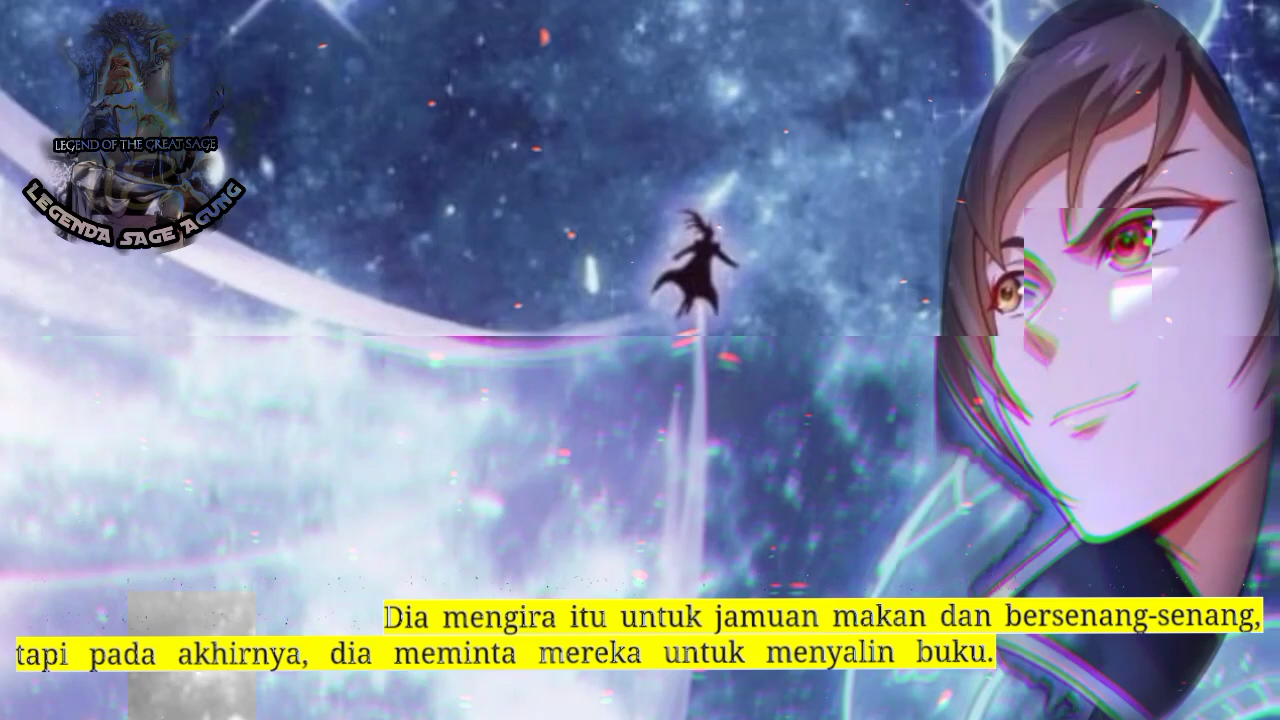 LEGEND OF THE GREAT SAGE
LEGENDA SAGE AGUNG
Dia mengira itu untuk jamuan makan dan bersenang-senang,
tapi pada akhirnya, dia meminta mereka untuk menyalin buku.